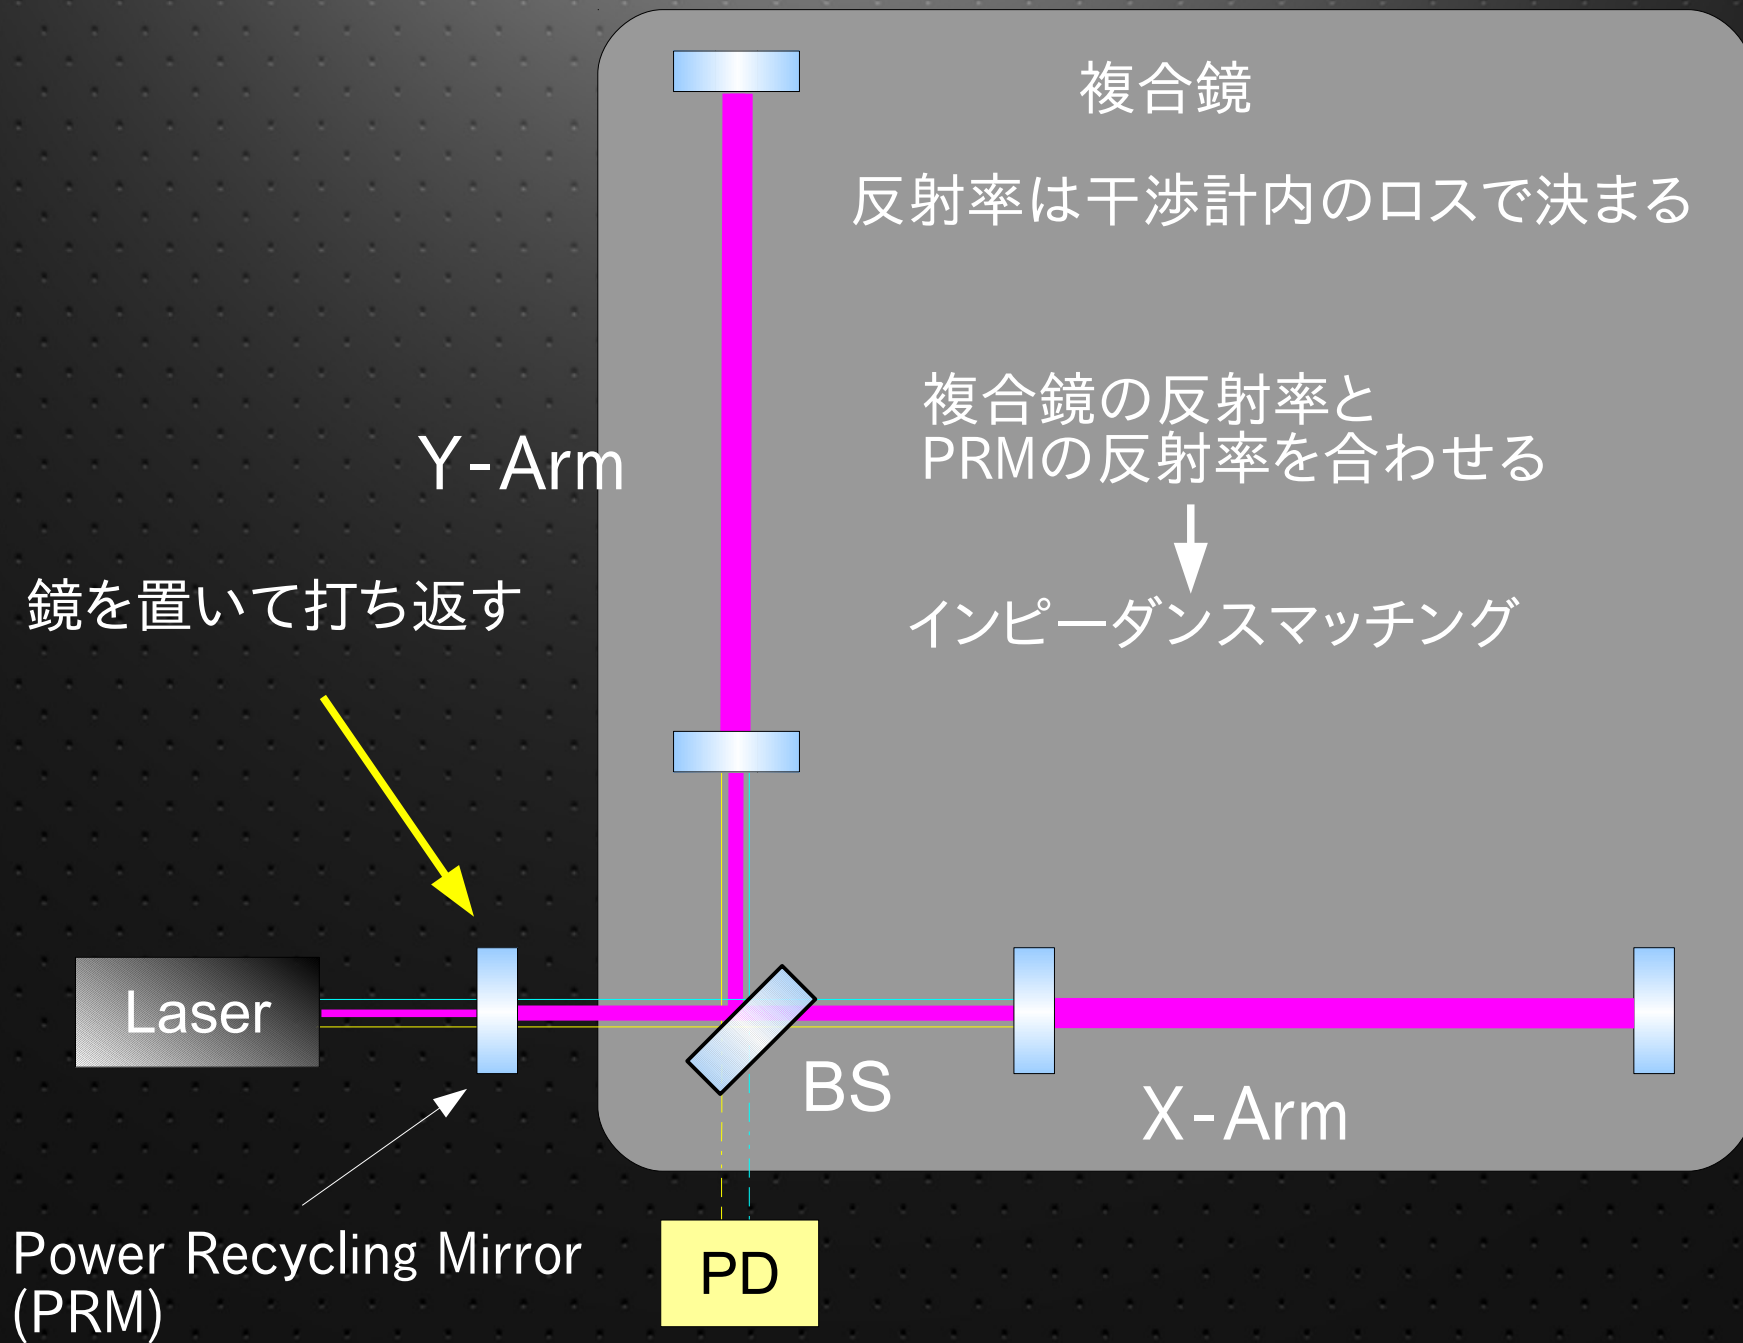 複合鏡
反射率は干渉計内のロスで決まる
複合鏡の反射率と
PRMの反射率を合わせる
インピーダンスマッチング
Y-Arm
鏡を置いて打ち返す
Laser
BS
X-Arm
Power Recycling Mirror
(PRM)
PD